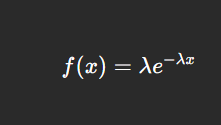 f(x) = λe^{−λx}